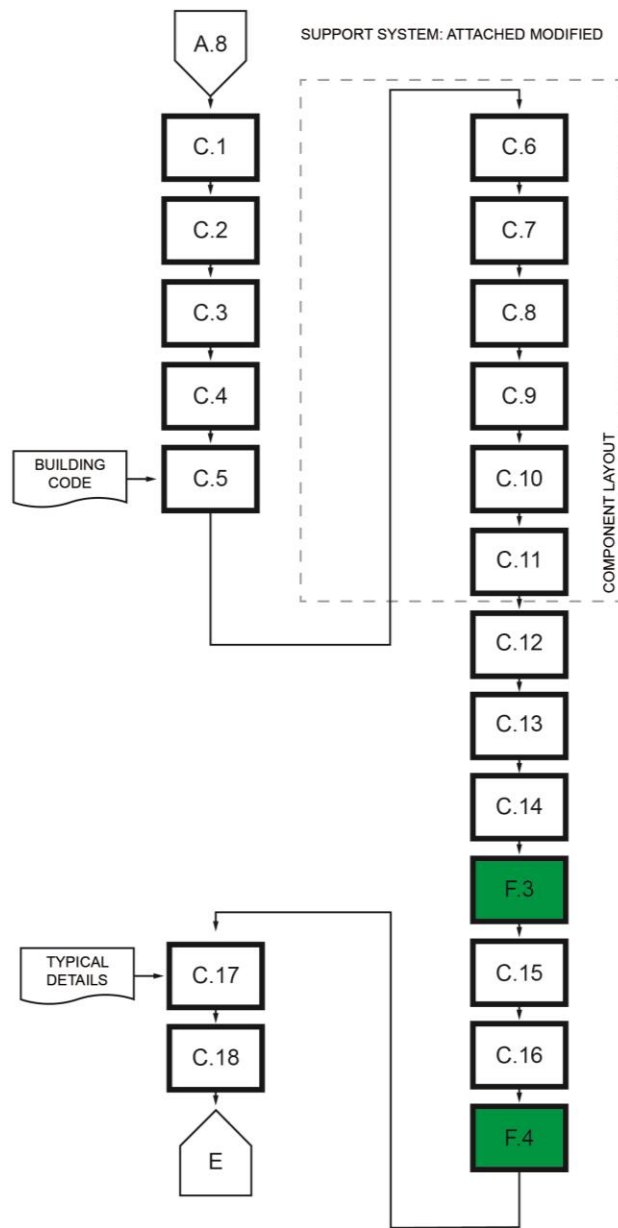 A.8
SUPPORT SYSTEM: ATTACHED MODIFIED
C.1
C.2
C.3
C.4
BUILDING
CODE
C.5
C.6
C.7
C.8
C.9
C.10
C.11
COMPONENT LAYOUT
C.12
C.13
C.14
F.3
C.15
C.16
F.4
TYPICAL
DETAILS
C.17
C.18
E